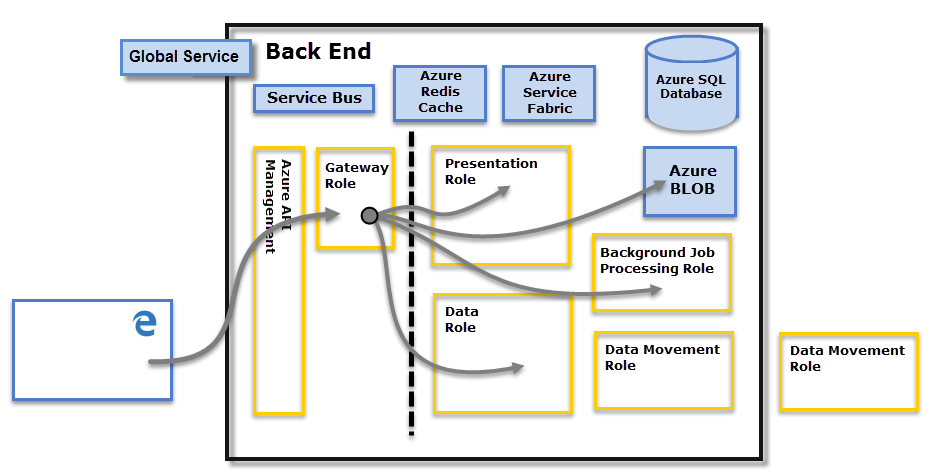 Global Service
Back End
Service Bus
Azure
Redis
Cache
Azure
Service
Fabric
Azure SQL
Database
Azure API
Management
Gateway
Role
Presentation
Role
Azure
BLOB
Background Job
Processing Role
Data
Role
Data Movement
Role
Data Movement
Role